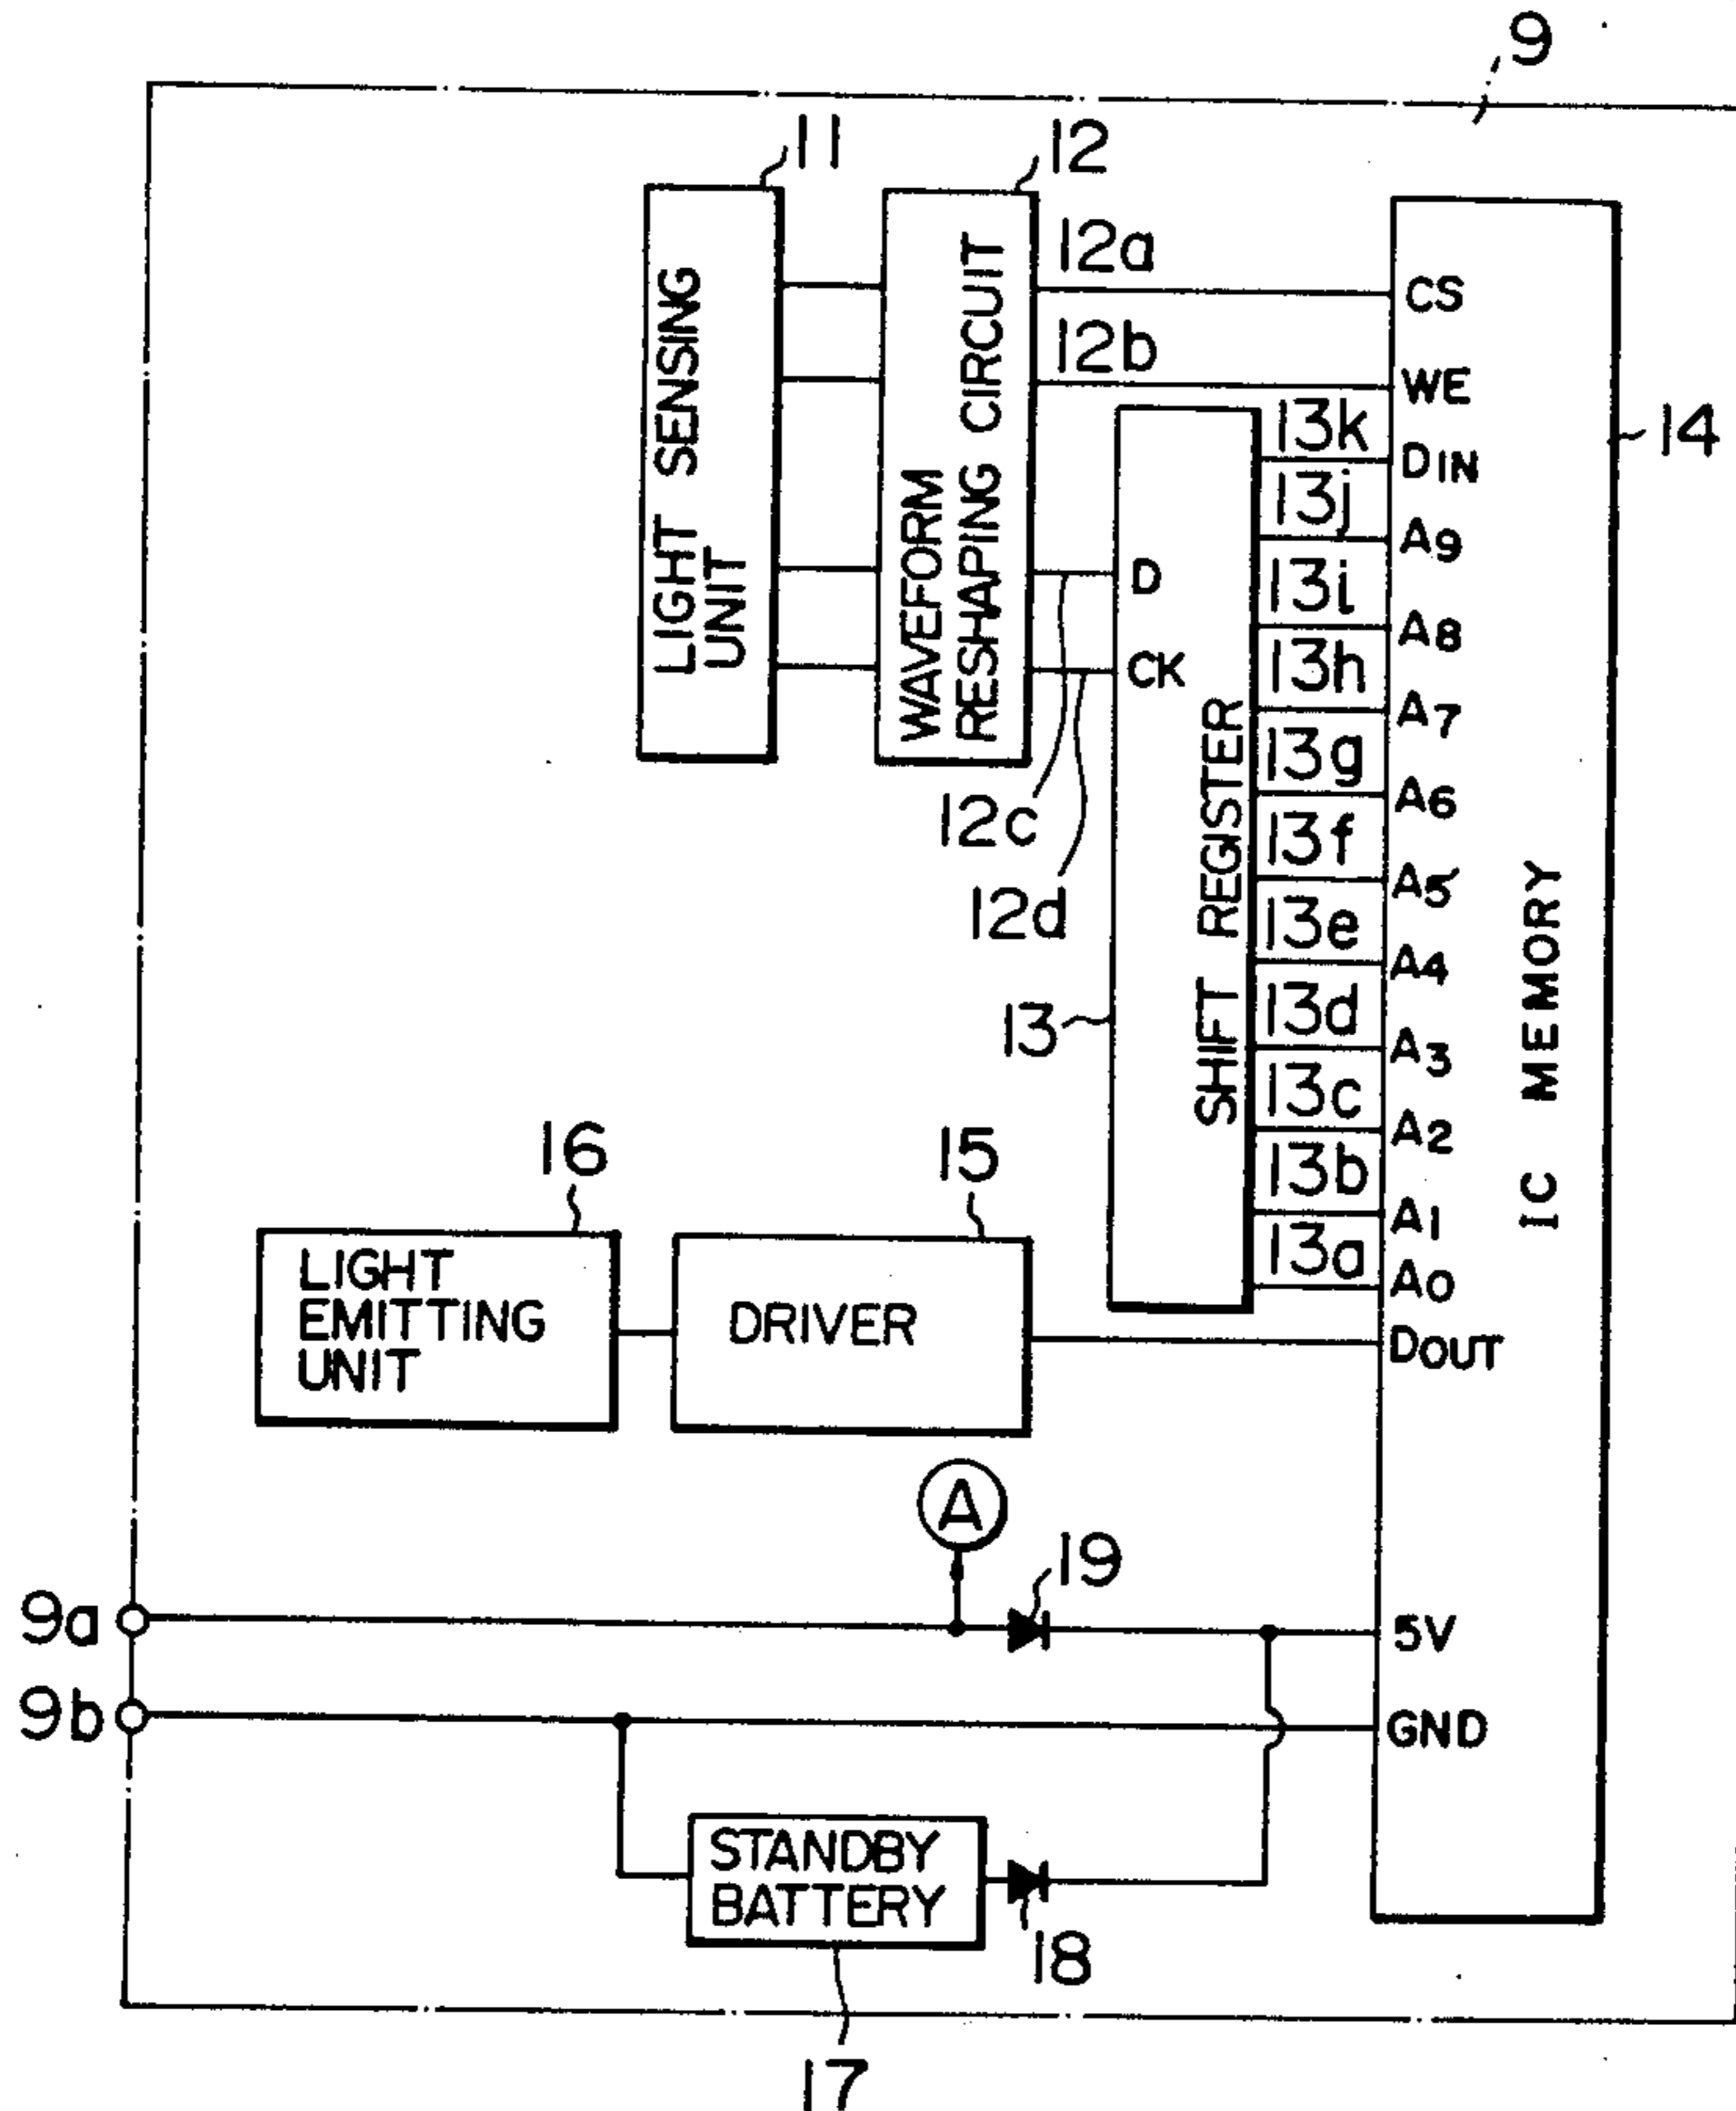 9
11
12
LIGHT SENSING
UNIT
WAVEFORM
RESHAPING CIRCUIT
12a
12b
12c
12d
D
CK
13
SHIFT REGISTER
13k
13j
13i
13h
13g
13f
13e
13d
13c
13b
13a
CS
WE
DIN
A9
A8
A7
A6
A5
A4
A3
A2
A1
A0
DOUT
5V
GND
IC MEMORY
14
16
LIGHT
EMITTING
UNIT
15
DRIVER
A
19
9a
9b
STANDBY
BATTERY
18
17